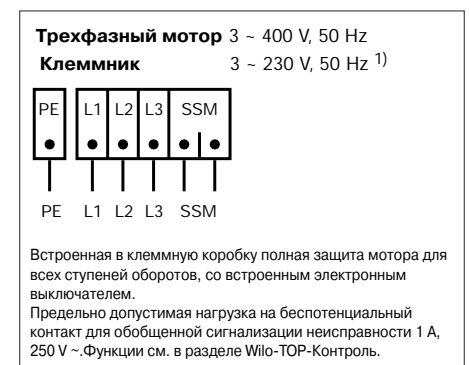 Трехфазный мотор 3 ~ 400 V, 50 Hz
Клеммник 3 ~ 230 V, 50 Hz 1)
PE L1 L2 L3 SSM
PE L1 L2 L3 SSM
Встроенная в клеммную коробку полная защита мотора для
всех ступеней оборотов, со встроенным электронным
выключателем.
Предельно допустимая нагрузка на беспотенциальный
контакт для обобщенной сигнализации неисправности 1 А,
250 V ~.Функции см. в разделе Wilo-TOP-Контроль.